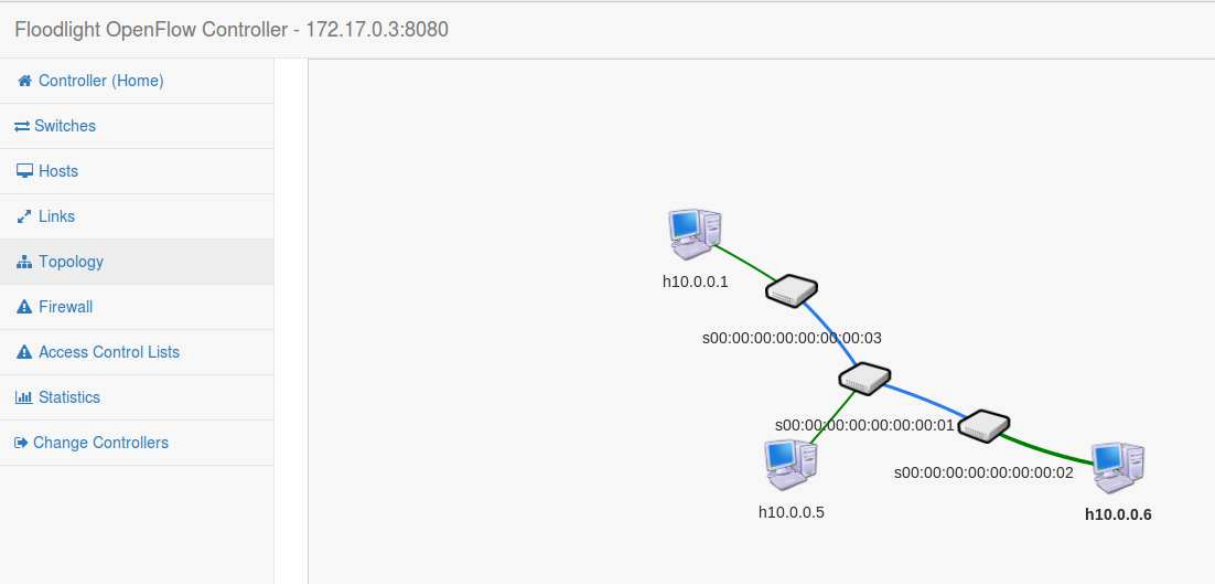 Floodlight OpenFlow Controller - 172.17.0.3:8080
Controller (Home)
Switches
Hosts
Links
Topology
Firewall
Access Control Lists
Statistics
Change Controllers
h10.0.0.1
s00:00:00:00:00:00:00:03
s00:00:00:00:00:00:00:01
s00:00:00:00:00:00:00:02
h10.0.0.5
h10.0.0.6